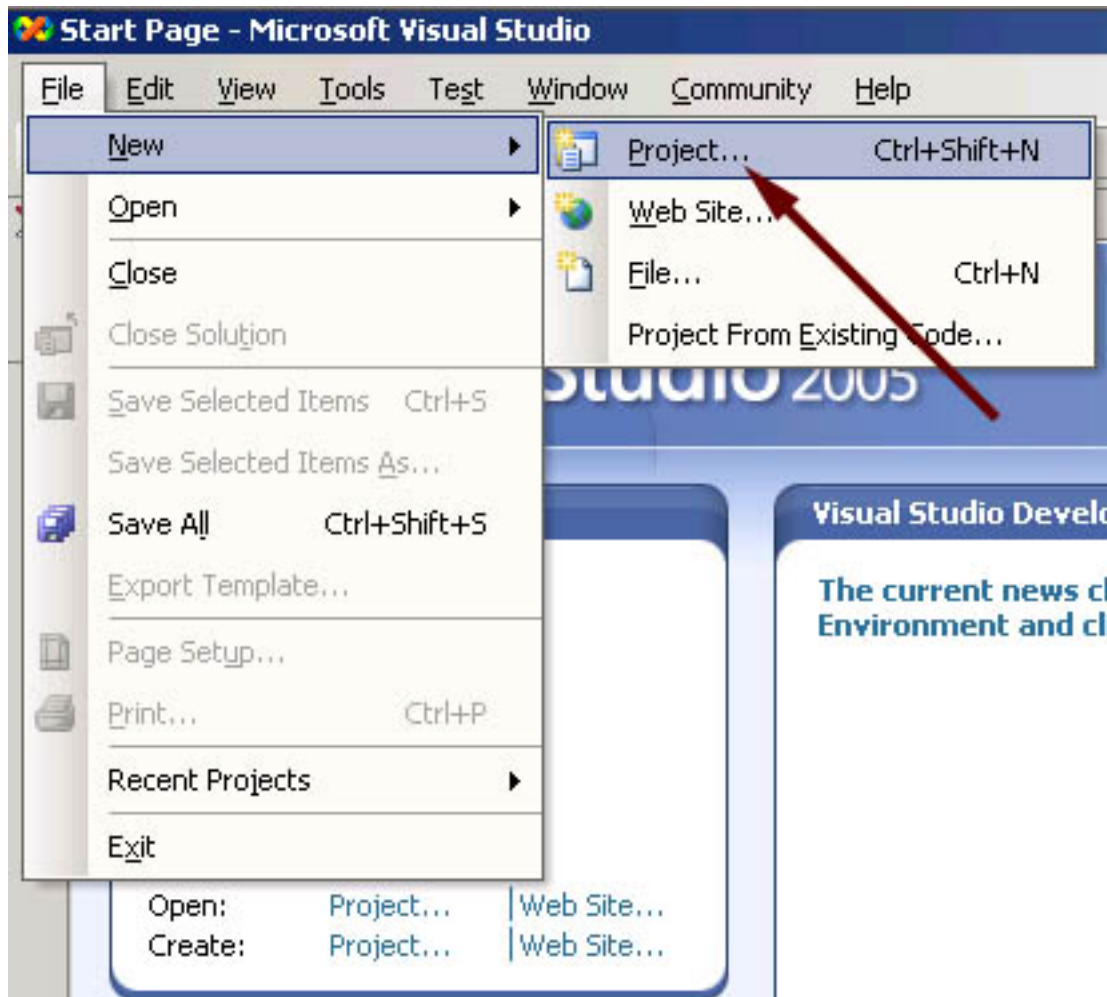 Start Page - Microsoft Visual Studio
File Edit View Tools Test Window Community Help
New
Open
Close
Close Solution
Save Selected Items Ctrl+S
Save Selected Items As...
Save All Ctrl+Shift+S
Export Template...
Page Setup...
Print... Ctrl+P
Recent Projects
Exit
Project... Ctrl+Shift+N
Web Site...
File... Ctrl+N
Project From Existing Code...
Studio 2005
Visual Studio Develo
The current news cl
Environment and cl
Open: Project... |Web Site...
Create: Project... |Web Site...